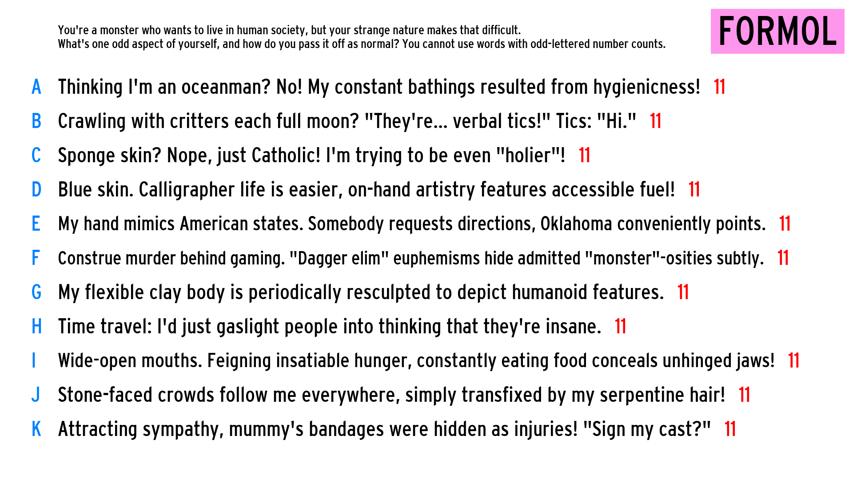 You're a monster who wants to live in human society, but your strange nature makes that difficult.
What's one odd aspect of yourself, and how do you pass it off as normal? You cannot use words with odd-lettered number counts.
FORMOL
A Thinking I'm an oceanman? No! My constant bathings resulted from hygienicness! 11
B Crawling with critters each full moon? "They're... verbal tics!" Tics: "Hi." 11
C Sponge skin? Nope, just Catholic! I'm trying to be even "holier"! 11
D Blue skin. Calligrapher life is easier, on-hand artistry features accessible fuel! 11
E My hand mimics American states. Somebody requests directions, Oklahoma conveniently points. 11
F Construe murder behind gaming. "Dagger elim" euphemisms hide admitted "monster"-osities subtly. 11
G My flexible clay body is periodically resculpted to depict humanoid features. 11
H Time travel: I'd just gaslight people into thinking that they're insane. 11
I Wide-open mouths. Feigning insatiable hunger, constantly eating food conceals unhinged jaws! 11
J Stone-faced crowds follow me everywhere, simply transfixed by my serpentine hair! 11
K Attracting sympathy, mummy's bandages were hidden as injuries! "Sign my cast?" 11